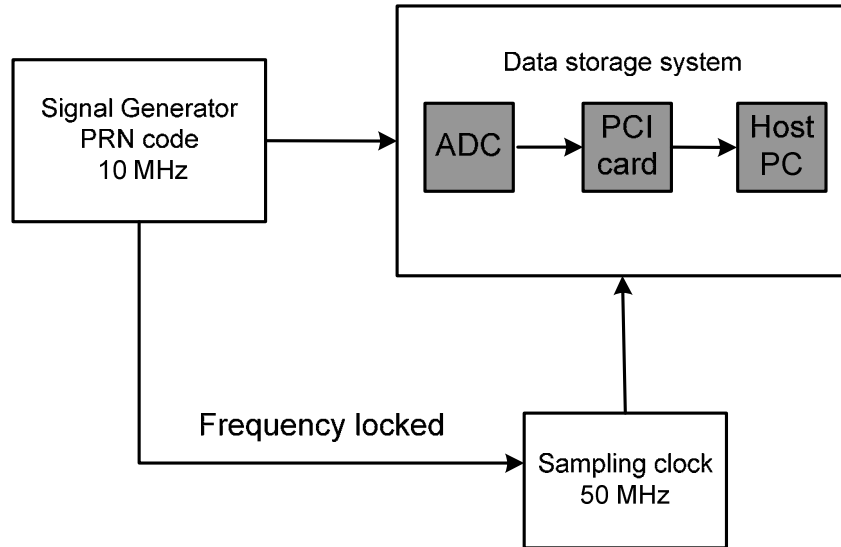 Signal Generator
PRN code
10 MHz
Data storage system
ADC
PCI
card
Host
PC
Frequency locked
Sampling clock
50 MHz